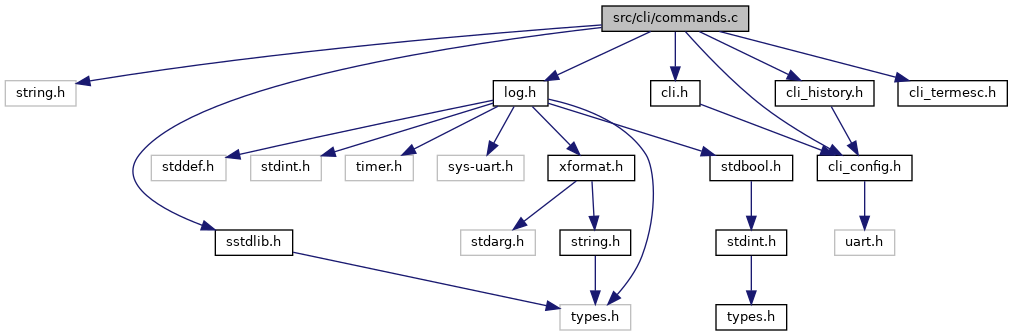 src/cli/commands.c
string.h
log.h
cli.h
cli_history.h
cli_termesc.h
stddef.h
stdint.h
timer.h
sys-uart.h
xformat.h
stdbool.h
cli_config.h
sstdlib.h
stdarg.h
string.h
stdint.h
uart.h
types.h
types.h